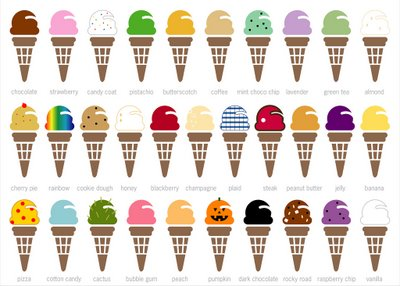 chocolate strawberry candy coat pistachio butterscotch coffee mint choco chip lavender green tea almond
cherry pie rainbow cookie dough honey blackberry champagne plaid steak peanut butter jelly banana
pizza cotton candy cactus bubble gum peach pumpkin dark chocolate rocky road raspberry chip vanilla